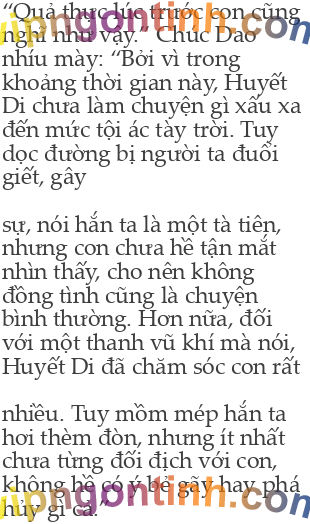 “Quả thực lúc trước con cũng
nghĩ như vậy.” Chúc Dao
nhíu mày: “Bởi vì trong
khoảng thời gian này, Huyết
Di chưa làm chuyện gì xấu xa
đến mức tội ác tày trời. Tuy
dọc đường bị người ta đuổi
giết, gây
sự, nói hắn ta là một tà tiên,
nhưng con chưa hề tận mắt
nhìn thấy, cho nên không
đồng tình cũng là chuyện
bình thường. Hơn nữa, đối
với một thanh vũ khí mà nói,
Huyết Di đã chăm sóc con rất
nhiều. Tuy mồm mép hắn ta
hơi thèm đòn, nhưng ít nhất
chưa từng đối địch với con,
không hề có ý bẻ gãy hay phá
hủy gì cả.”
vipngontinh.com
vipngontinh.com